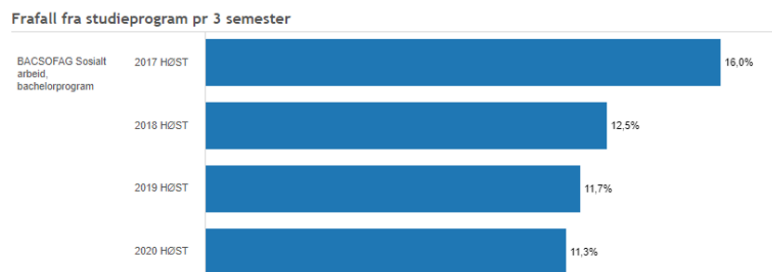 Frafall fra studieprogram pr 3 semester
BACSOFAG Sosialt
arbeid,
bachelorprogram
2017 HØST
16,0%
2018 HØST
12,5%
2019 HØST
11,7%
2020 HØST
11,3%